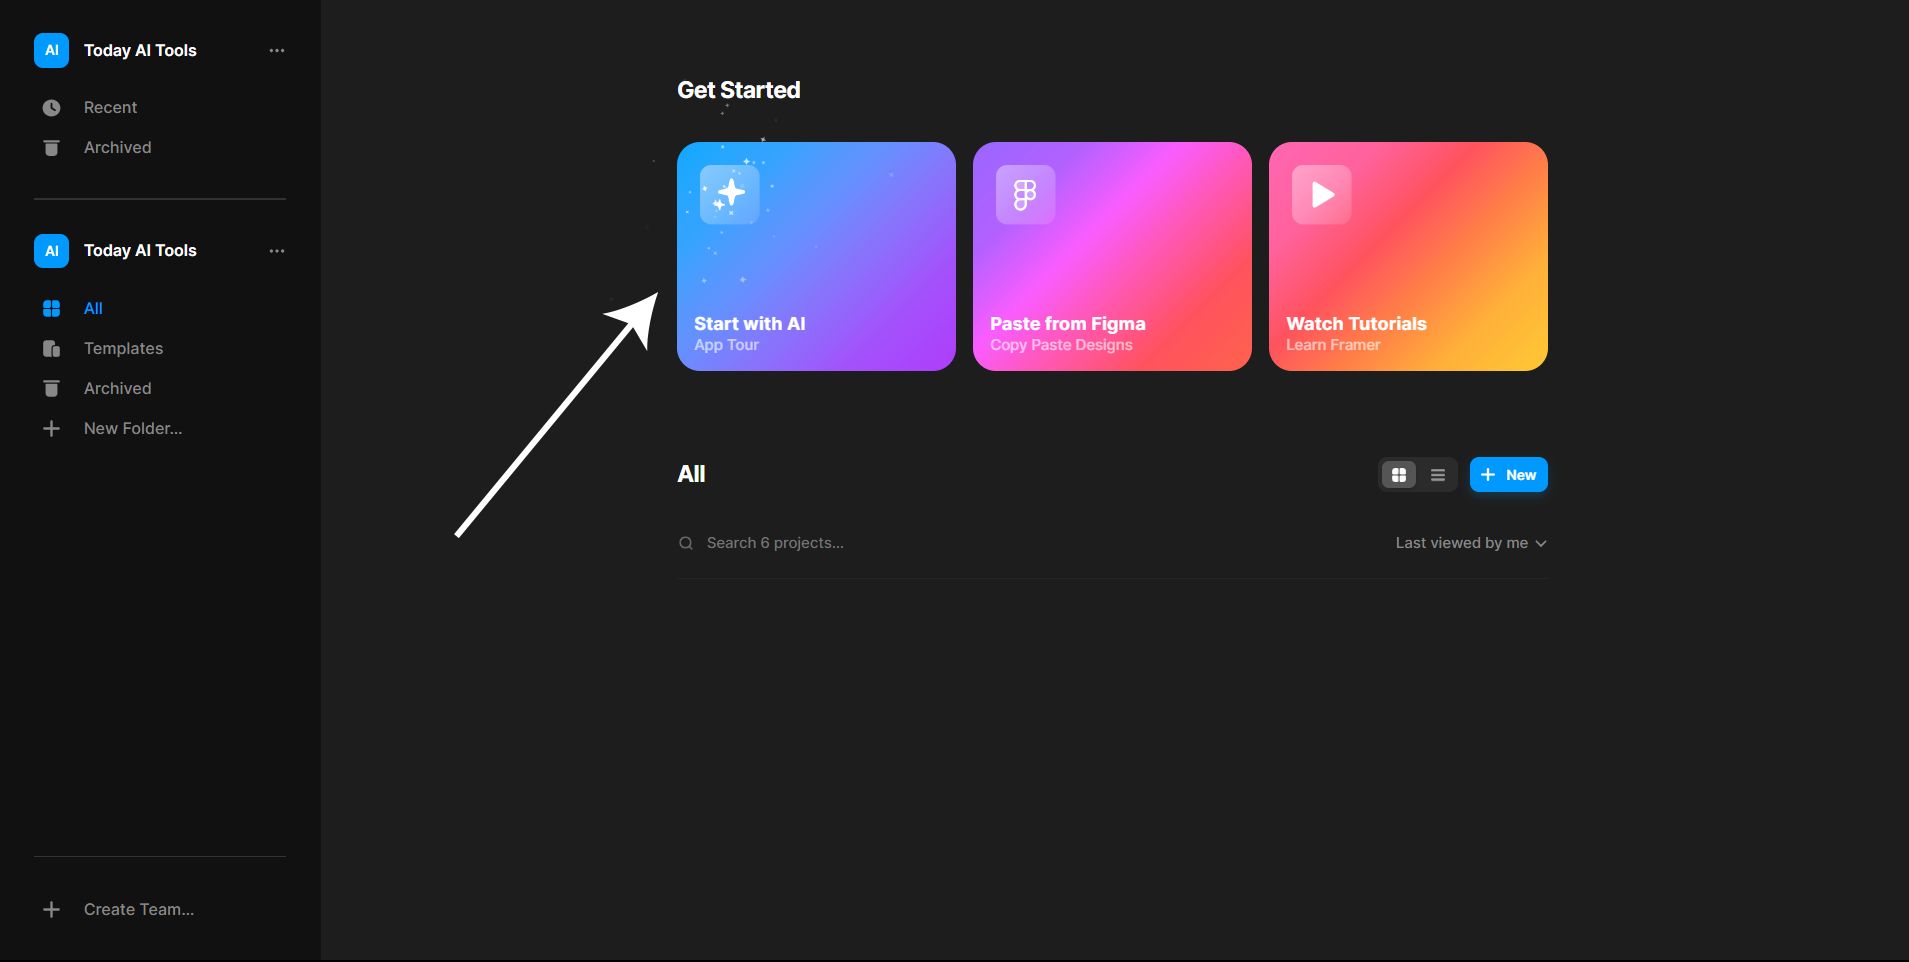 AI Today AI Tools
Recent
Archived
AI Today AI Tools
All
Templates
Archived
New Folder...
Create Team...
Get Started
Start with AI
App Tour
Paste from Figma
Copy Paste Designs
Watch Tutorials
Learn Framer
All
New
Search 6 projects...
Last viewed by me